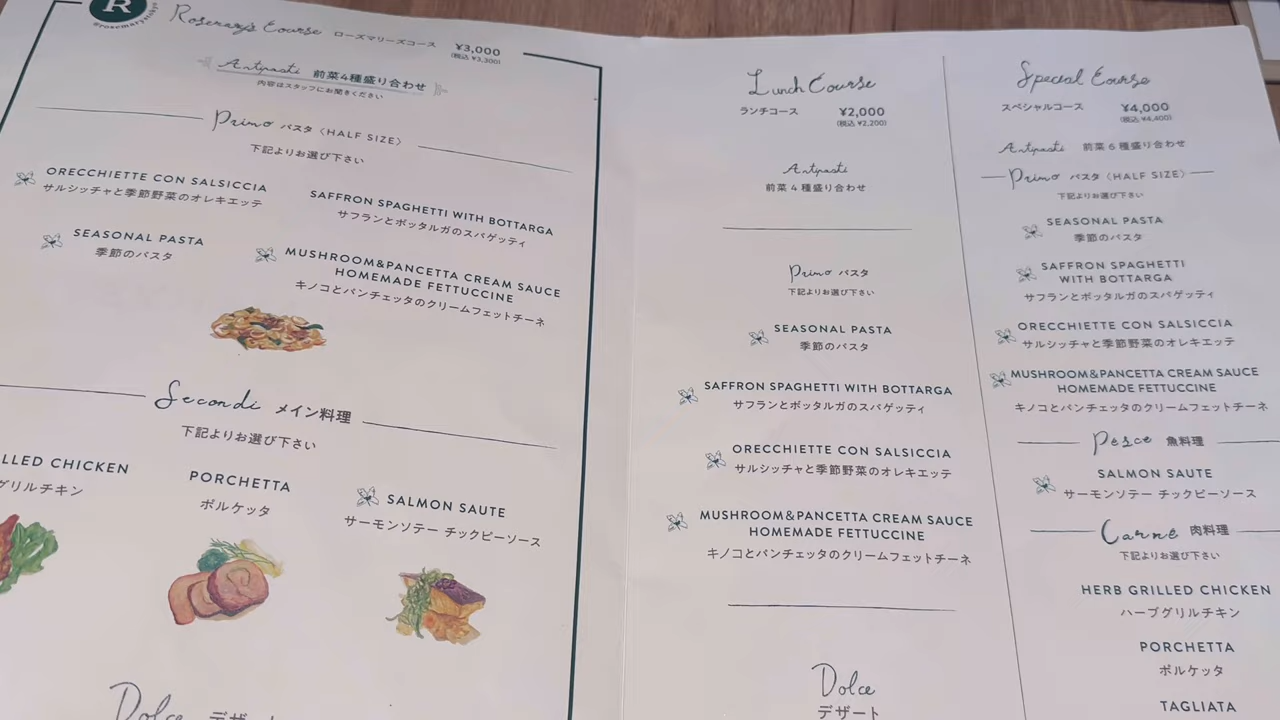 R
Rosemary's Course ローズマリーズコース ¥3,000
(税込 ¥3,300)
Antipasti 前菜4種盛り合わせ
内容はスタッフにお聞きください
Primo パスタ〈HALF SIZE〉
下記よりお選び下さい
ORECCHIETTE CON SALSICCIA
サルシッチャと季節野菜のオレキエッテ
SAFFRON SPAGHETTI WITH BOTTARGA
サフランとボッタルガのスパゲッティ
SEASONAL PASTA
季節のパスタ
MUSHROOM&PANCETTA CREAM SAUCE
HOMEMADE FETTUCCINE
キノコとパンチェッタのクリームフェットチーネ
Secondi メイン料理
下記よりお選び下さい
LLED CHICKEN
グリルチキン
PORCHETTA
ポルケッタ
SALMON SAUTE
サーモンソテー チックピーソース
Dolce デザート
Lunch Course
ランチコース ¥2,000
(税込 ¥2,200)
Antipasti
前菜4種盛り合わせ
Primo パスタ
下記よりお選び下さい
SEASONAL PASTA
季節のパスタ
SAFFRON SPAGHETTI WITH BOTTARGA
サフランとボッタルガのスパゲッティ
ORECCHIETTE CON SALSICCIA
サルシッチャと季節野菜のオレキエッテ
MUSHROOM&PANCETTA CREAM SAUCE
HOMEMADE FETTUCCINE
キノコとパンチェッタのクリームフェットチーネ
Dolce
デザート
Special Course
スペシャルコース ¥4,000
(税込 ¥4,400)
Antipasti 前菜6種盛り合わせ
Primo パスタ〈HALF SIZE〉
下記よりお選び下さい
SEASONAL PASTA
季節のパスタ
SAFFRON SPAGHETTI
WITH BOTTARGA
サフランとボッタルガのスパゲッティ
ORECCHIETTE CON SALSICCIA
サルシッチャと季節野菜のオレキエッテ
MUSHROOM&PANCETTA CREAM SAUCE
HOMEMADE FETTUCCINE
キノコとパンチェッタのクリームフェットチーネ
Pesce 魚料理
SALMON SAUTE
サーモンソテー チックピーソース
Carne 肉料理
下記よりお選び下さい
HERB GRILLED CHICKEN
ハーブグリルチキン
PORCHETTA
ポルケッタ
TAGLIATA